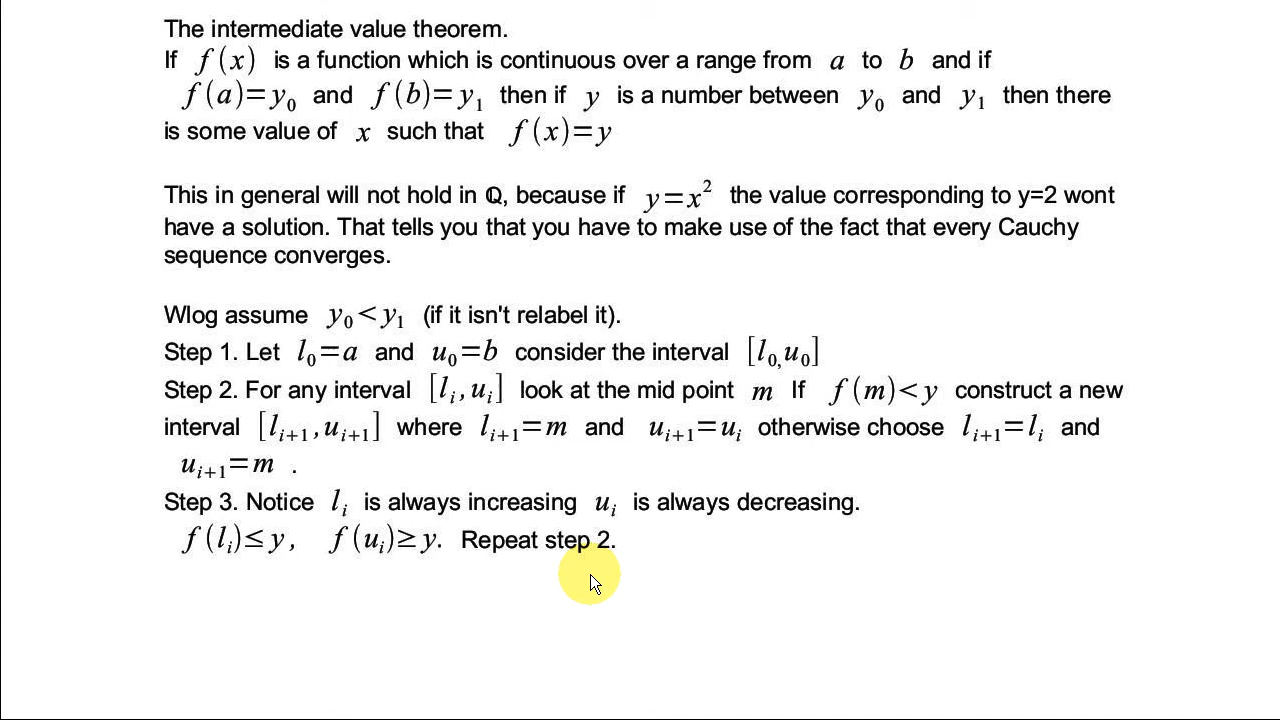 The intermediate value theorem.
If f(x) is a function which is continuous over a range from a to b and if
f(a)=y₀ and f(b)=y₁ then if y is a number between y₀ and y₁ then there
is some value of x such that f(x)=y
This in general will not hold in ℚ, because if y=x² the value corresponding to y=2 wont
have a solution. That tells you that you have to make use of the fact that every Cauchy
sequence converges.
Wlog assume y₀<y₁ (if it isn't relabel it).
Step 1. Let l₀=a and u₀=b consider the interval [l₀,u₀]
Step 2. For any interval [lᵢ,uᵢ] look at the mid point m If f(m)<y construct a new
interval [lᵢ₊₁,uᵢ₊₁] where lᵢ₊₁=m and uᵢ₊₁=uᵢ otherwise choose lᵢ₊₁=lᵢ and
uᵢ₊₁=m .
Step 3. Notice lᵢ is always increasing uᵢ is always decreasing.
f(lᵢ)≤y, f(uᵢ)≥y. Repeat step 2.